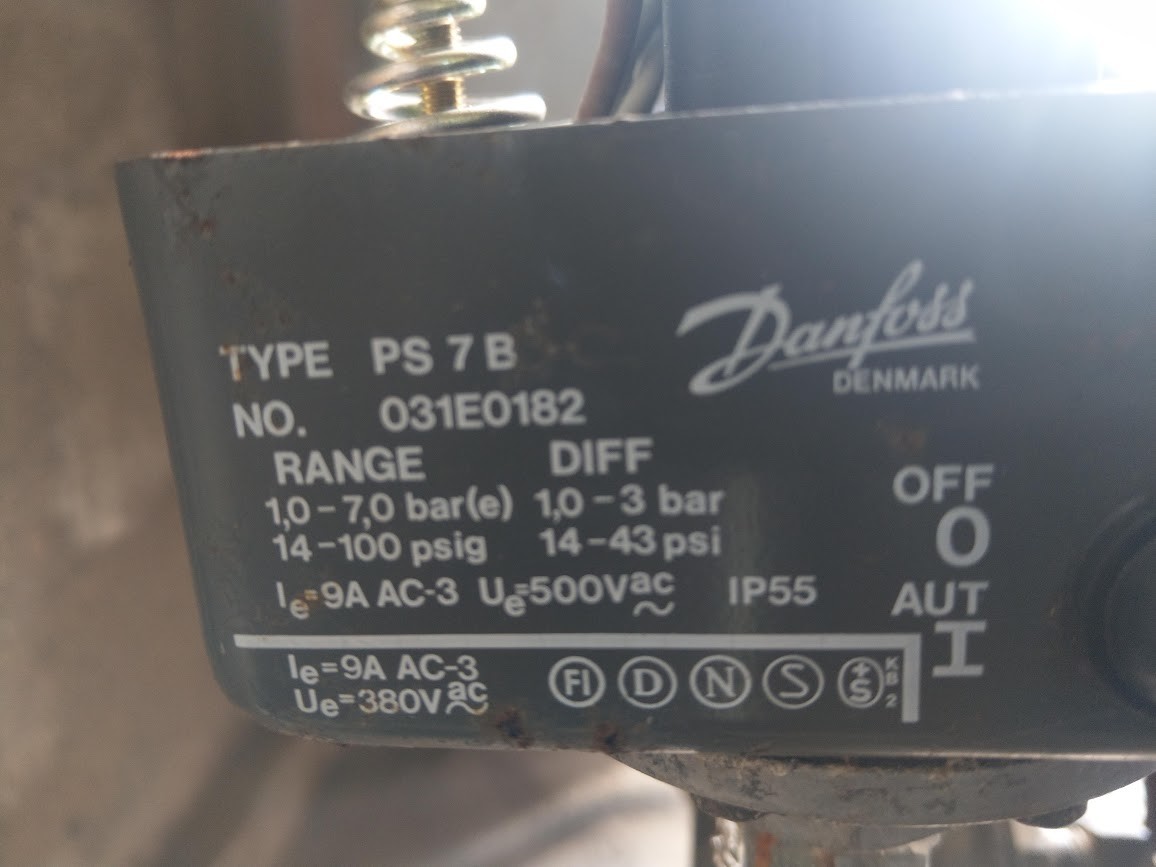 Danfoss
DENMARK
TYPE PS 7 B
NO. 031E0182
RANGE DIFF
1,0-7,0 bar(e) 1,0-3 bar
14-100 psig 14-43 psi
Ie=9A AC-3 Ue=500Vac~ IP55
OFF
O
AUT
I
Ie=9A AC-3
Ue=380Vac~
FI D N S +S KB 2